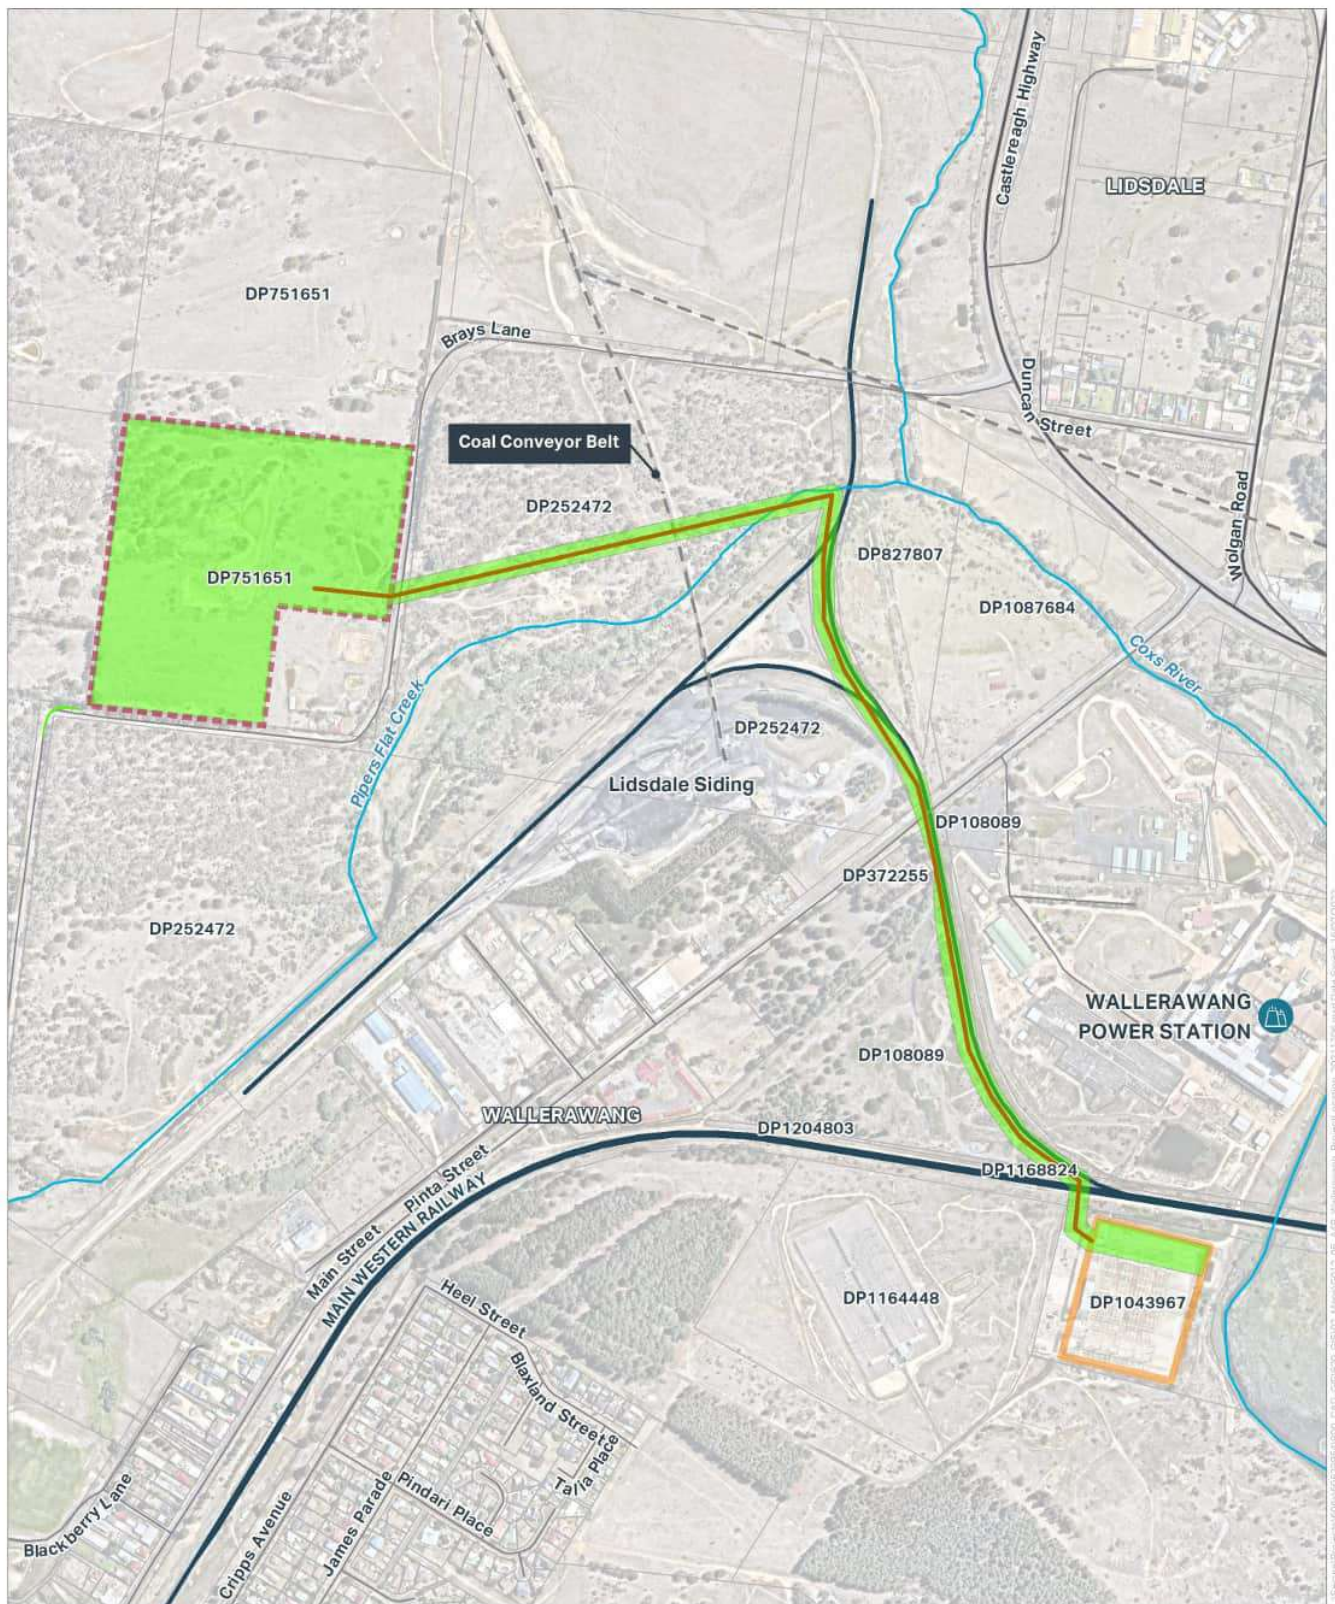 Castlereagh Highway
LIDSDALE
DP751651
Brays Lane
Duncan Street
Coal Conveyor Belt
DP252472
Wolgan Road
DP827807
DP751651
DP1087684
Coxs River
Pipers Flat Creek
DP252472
Lidsdale Siding
DP108089
DP372255
DP252472
WALLERAWANG
POWER STATION
DP108089
WALLERAWANG
DP1204803
DP1168824
Pinta Street
Main Street
MAIN WESTERN RAILWAY
Heel Street
DP1164448
DP1043967
Blaxland Street
Talia Place
Pindari Place
James Parade
Cripps Avenue
Blackberry Lane